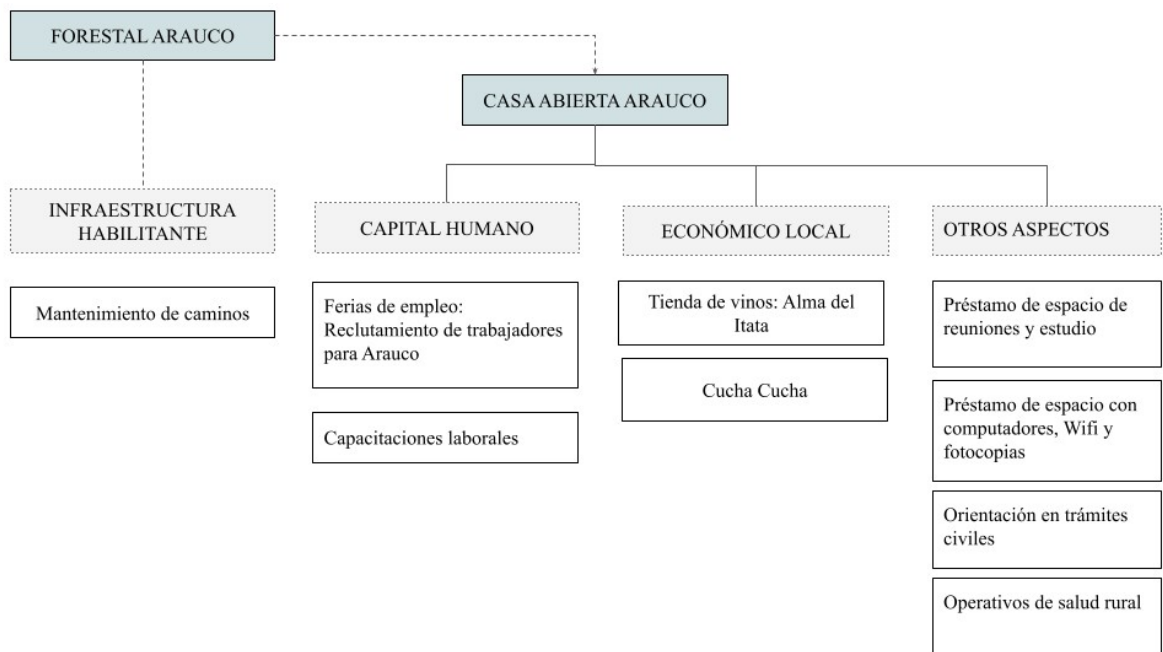 FORESTAL ARAUCO
CASA ABIERTA ARAUCO
INFRAESTRUCTURA
HABILITANTE
CAPITAL HUMANO
ECONÓMICO LOCAL
OTROS ASPECTOS
Mantenimiento de caminos
Ferias de empleo:
Reclutamiento de trabajadores
para Arauco
Capacitaciones laborales
Tienda de vinos: Alma del
Itata
Cucha Cucha
Préstamo de espacio de
reuniones y estudio
Préstamo de espacio con
computadores, Wifi y
fotocopias
Orientación en trámites
civiles
Operativos de salud rural